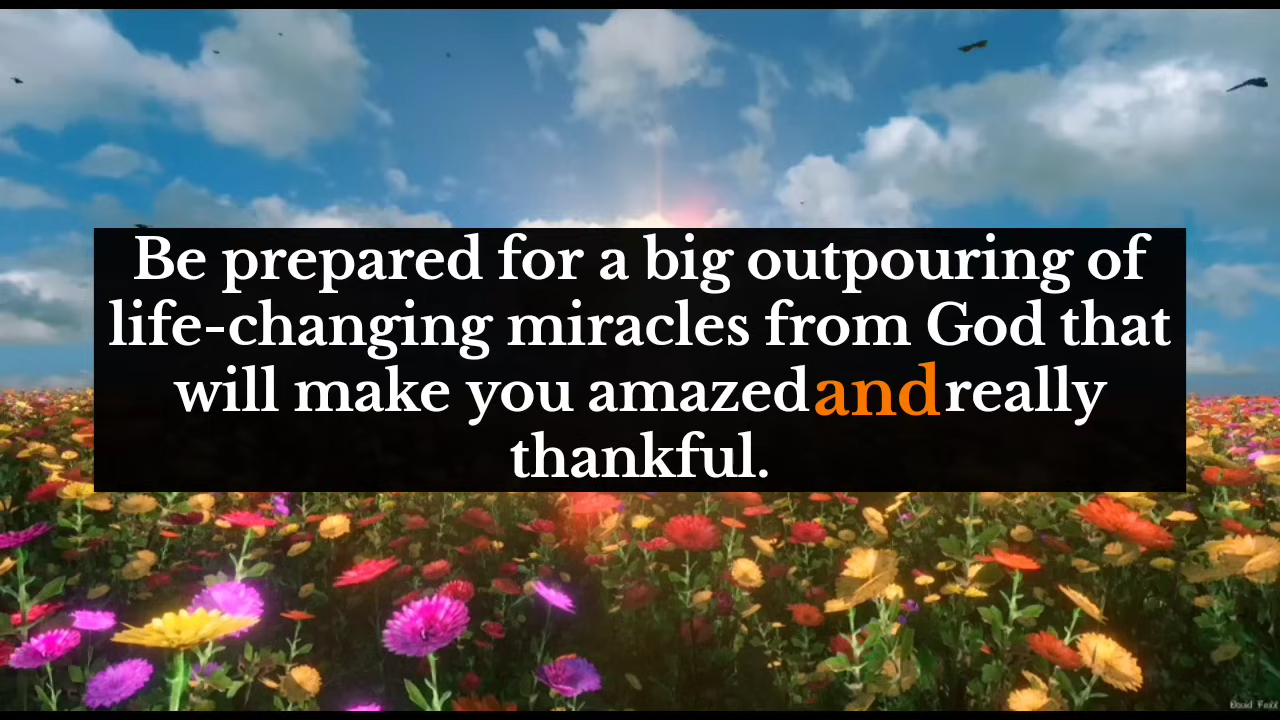 Be prepared for a big outpouring of
life-changing miracles from God that
will make you amazed and really
thankful.